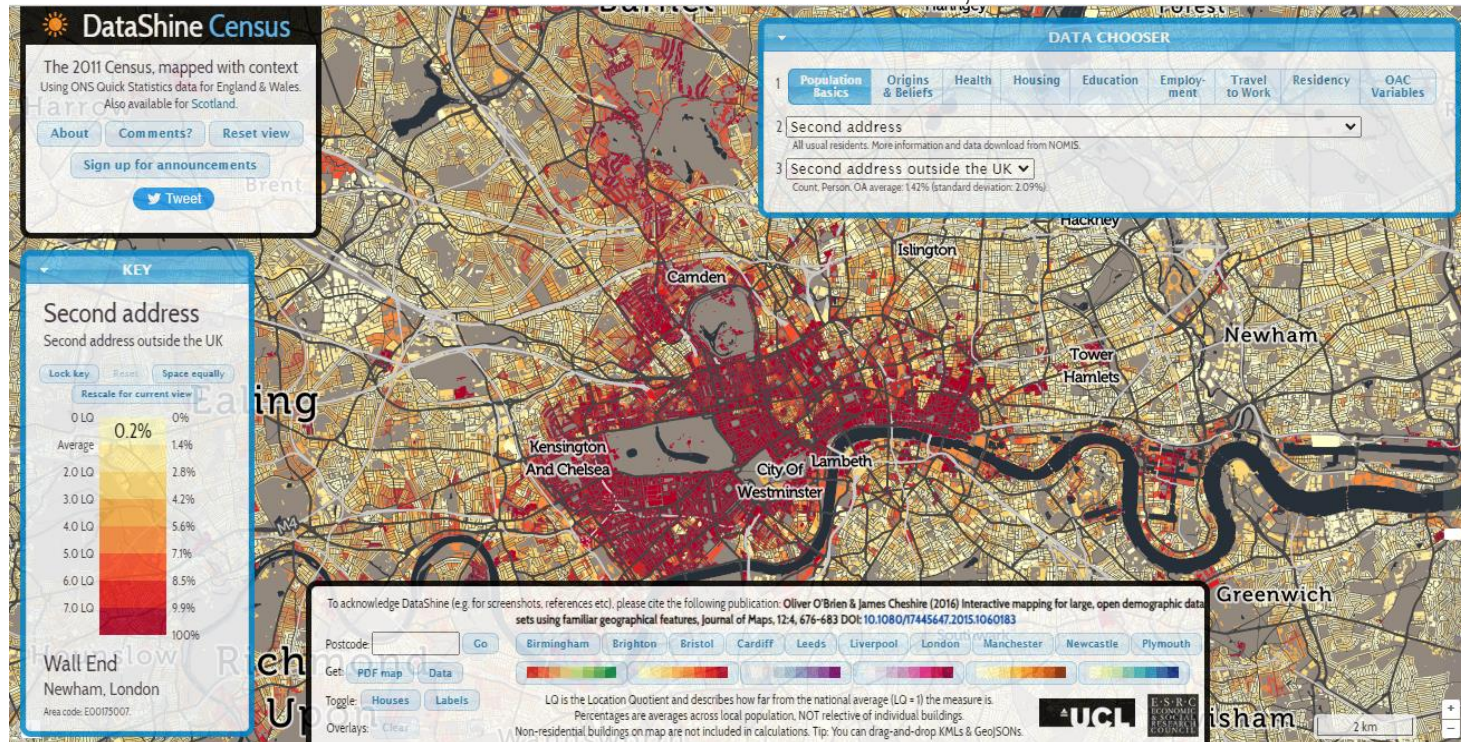 DataShine Census
The 2011 Census, mapped with context
Using ONS Quick Statistics data for England & Wales.
Also available for Scotland.
About Comments? Reset view
Sign up for announcements
Tweet
Harrow
Brent
Barnet
Haringey
Forest
DATA CHOOSER
1 Population Basics Origins & Beliefs Health Housing Education Employ-ment Travel to Work Residency OAC Variables
2 Second address
All usual residents. More information and data download from NOMIS.
3 Second address outside the UK
Count, Person. OA average: 1.42% (standard deviation: 2.09%)
Hackney
Islington
Camden
Newham
Tower
Hamlets
Ealing
Kensington
And Chelsea
City Of
Westminster
Lambeth
M4
Greenwich
KEY
Second address
Second address outside the UK
Lock key Reset Space equally
Rescale for current view
0 LQ 0%
0.2%
Average 1.4%
2.0 LQ 2.8%
3.0 LQ 4.2%
4.0 LQ 5.6%
5.0 LQ 7.1%
6.0 LQ 8.5%
7.0 LQ 9.9%
100%
Wall End
Newham, London
Area code: E00175007.
Hounslow
Richmond
Upon
To acknowledge DataShine (e.g. for screenshots, references etc), please cite the following publication: Oliver O'Brien & James Cheshire (2016) Interactive mapping for large, open demographic data
sets using familiar geographical features, Journal of Maps, 12:4, 676-683 DOI: 10.1080/17445647.2015.1060183
Postcode: Go Birmingham Brighton Bristol Cardiff Leeds Liverpool London Manchester Newcastle Plymouth
Get: PDF map Data
Toggle: Houses Labels
Overlays: Clear
LQ is the Location Quotient and describes how far from the national average (LQ = 1) the measure is.
Percentages are averages across local population, NOT relective of individual buildings.
Non-residential buildings on map are not included in calculations. Tip: You can drag-and-drop KMLs & GeoJSONs.
UCL
E·S·R·C
ECONOMIC
& SOCIAL
RESEARCH
COUNCIL
isham
2 km
+
−